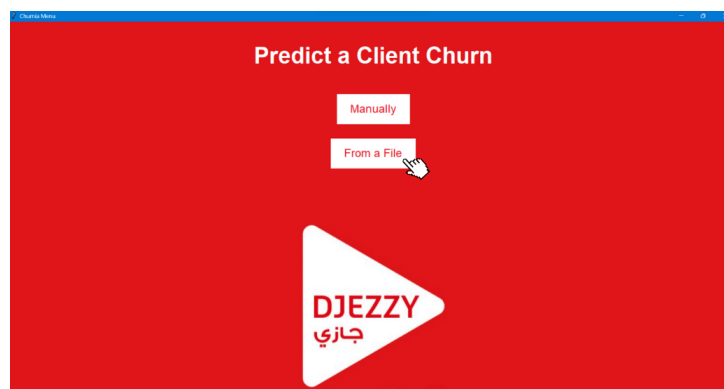 Churnia Menu
Predict a Client Churn
Manually
From a File
DJEZZY
جازي